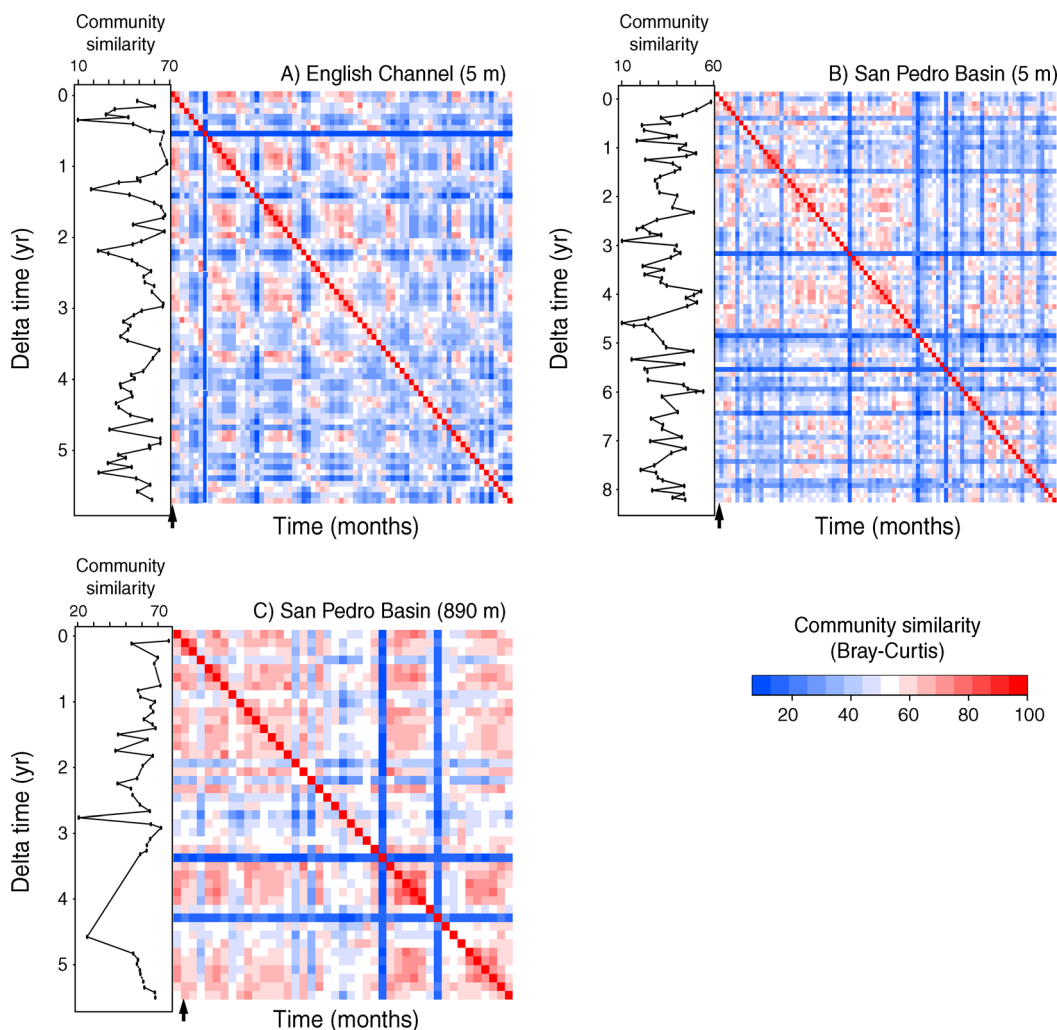 Community
similarity
10 70
A) English Channel (5 m)
0
1
2
3
4
5
Delta time (yr)
Time (months)
Community
similarity
10 60
B) San Pedro Basin (5 m)
0
1
2
3
4
5
6
7
8
Delta time (yr)
Time (months)
Community
similarity
20 70
C) San Pedro Basin (890 m)
0
1
2
3
4
5
Delta time (yr)
Time (months)
Community similarity
(Bray-Curtis)
20 40 60 80 100